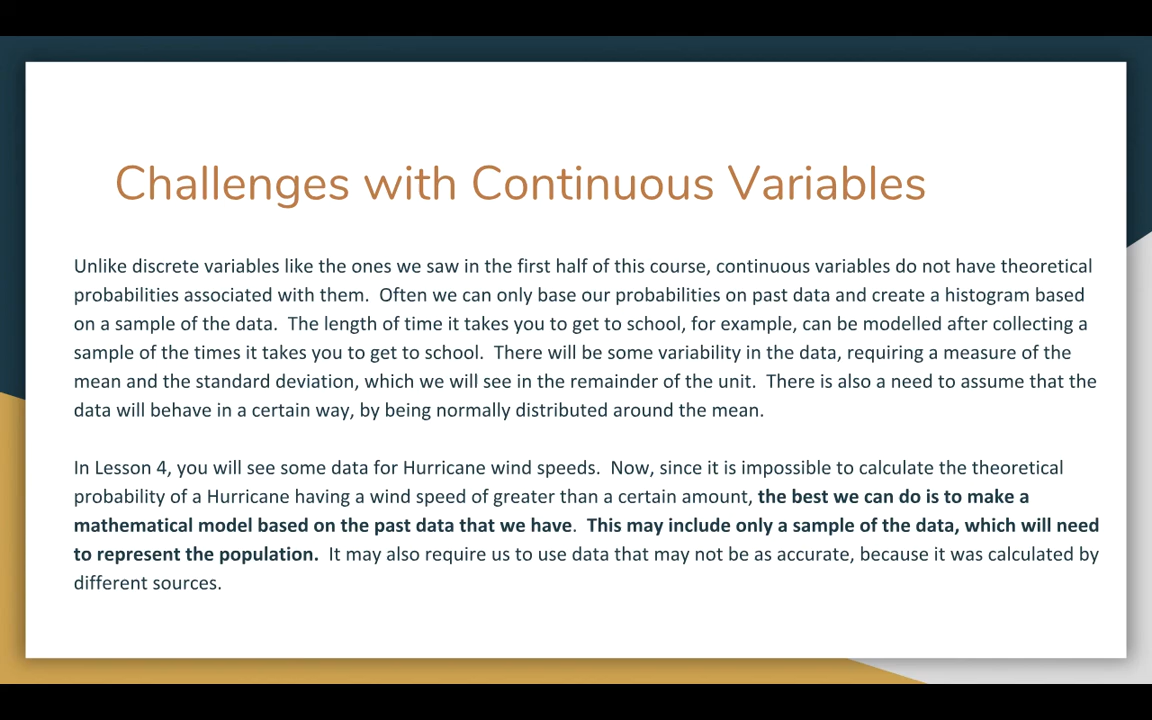 Challenges with Continuous Variables
Unlike discrete variables like the ones we saw in the first half of this course, continuous variables do not have theoretical
probabilities associated with them.  Often we can only base our probabilities on past data and create a histogram based
on a sample of the data.  The length of time it takes you to get to school, for example, can be modelled after collecting a
sample of the times it takes you to get to school.  There will be some variability in the data, requiring a measure of the
mean and the standard deviation, which we will see in the remainder of the unit.  There is also a need to assume that the
data will behave in a certain way, by being normally distributed around the mean.
In Lesson 4, you will see some data for Hurricane wind speeds.  Now, since it is impossible to calculate the theoretical
probability of a Hurricane having a wind speed of greater than a certain amount, the best we can do is to make a
mathematical model based on the past data that we have.  This may include only a sample of the data, which will need
to represent the population.  It may also require us to use data that may not be as accurate, because it was calculated by
different sources.